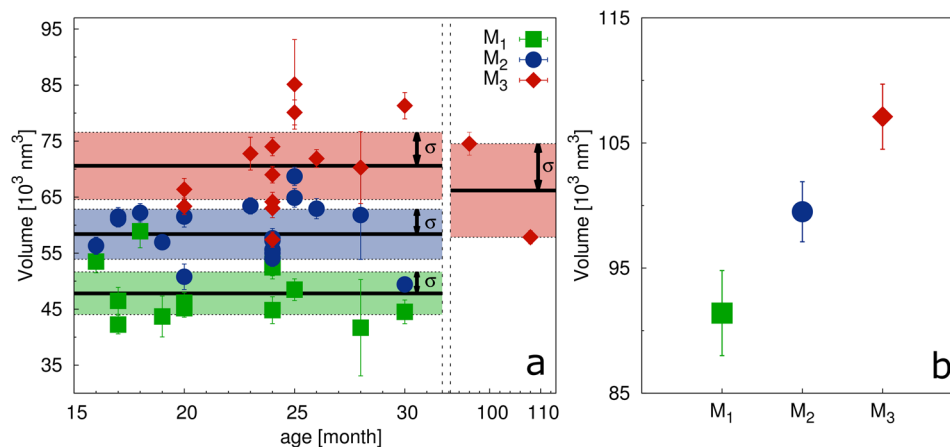 95
85
75
65
55
45
35
Volume [10³ nm³]
M₁
M₂
M₃
σ
σ
σ
σ
a
15 20 25 30 100 110
age [month]
115
105
95
85
Volume [10³ nm³]
b
M₁ M₂ M₃